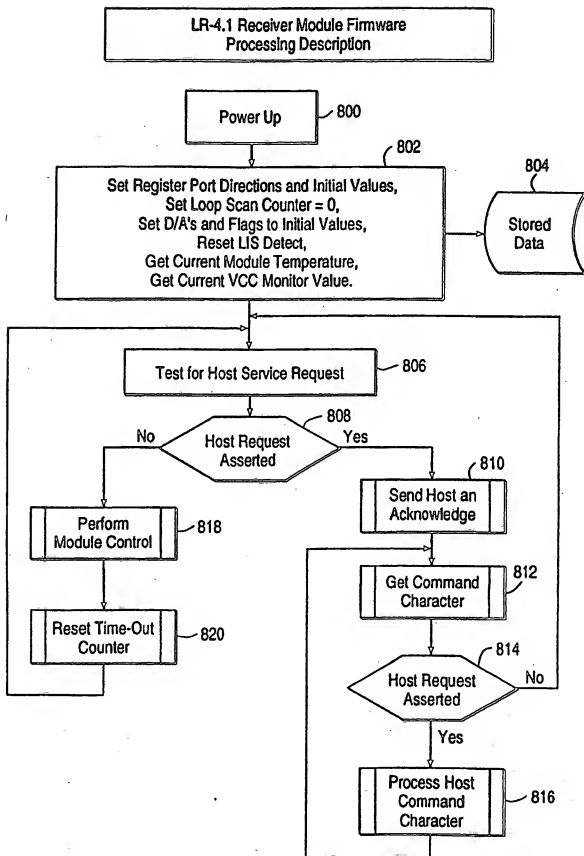 LR-4.1 Receiver Module Firmware
Processing Description
Power Up
800
802
Set Register Port Directions and Initial Values,
Set Loop Scan Counter = 0,
Set D/A's and Flags to Initial Values,
Reset LIS Detect,
Get Current Module Temperature,
Get Current VCC Monitor Value.
804
Stored
Data
Test for Host Service Request
806
808
Host Request
Asserted
No
Yes
810
Send Host an
Acknowledge
Perform
Module Control
818
Get Command
Character
812
Reset Time-Out
Counter
820
814
Host Request
Asserted
No
Yes
Process Host
Command
Character
816